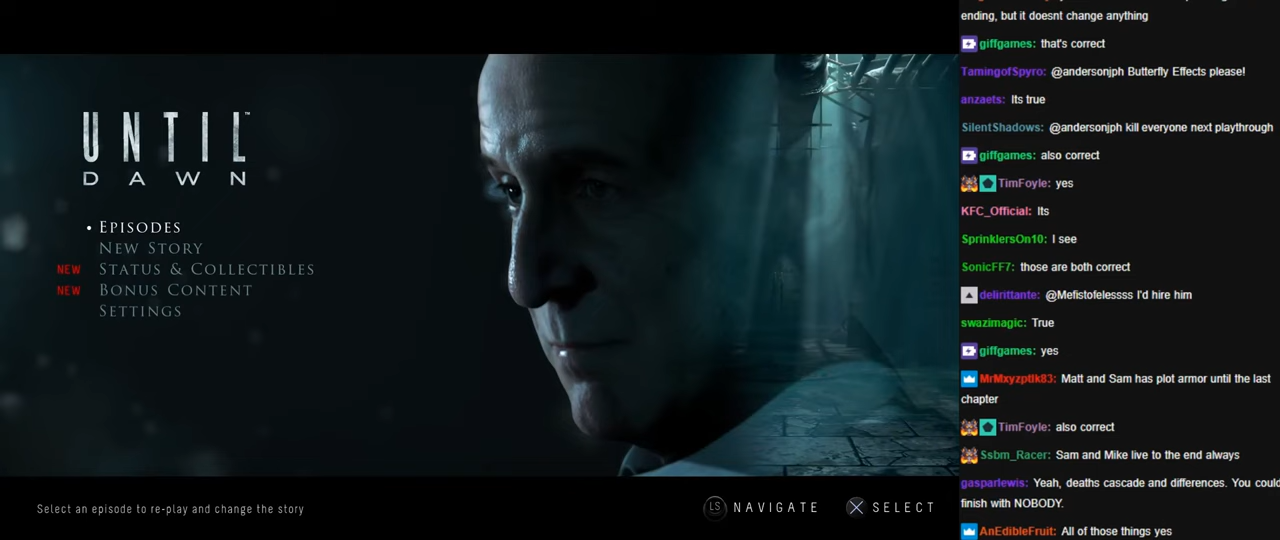 UNTIL™
DAWN
• EPISODES
NEW STORY
NEW STATUS & COLLECTIBLES
NEW BONUS CONTENT
SETTINGS
Select an episode to re-play and change the story
LS NAVIGATE SELECT
ending, but it doesnt change anything
giffgames: that's correct
TamingofSpyro: @andersonjph Butterfly Effects please!
anzaets: Its true
SilentShadows: @andersonjph kill everyone next playthrough
giffgames: also correct
TimFoyle: yes
KFC_Official: Its
SprinklersOn10: I see
SonicFF7: those are both correct
delirittante: @Mefistofelessss I'd hire him
swazimagic: True
giffgames: yes
MrMxyzptlk83: Matt and Sam has plot armor until the last
chapter
TimFoyle: also correct
Ssbm_Racer: Sam and Mike live to the end always
gasparlewis: Yeah, deaths cascade and differences. You could
finish with NOBODY.
AnEdibleFruit: All of those things yes